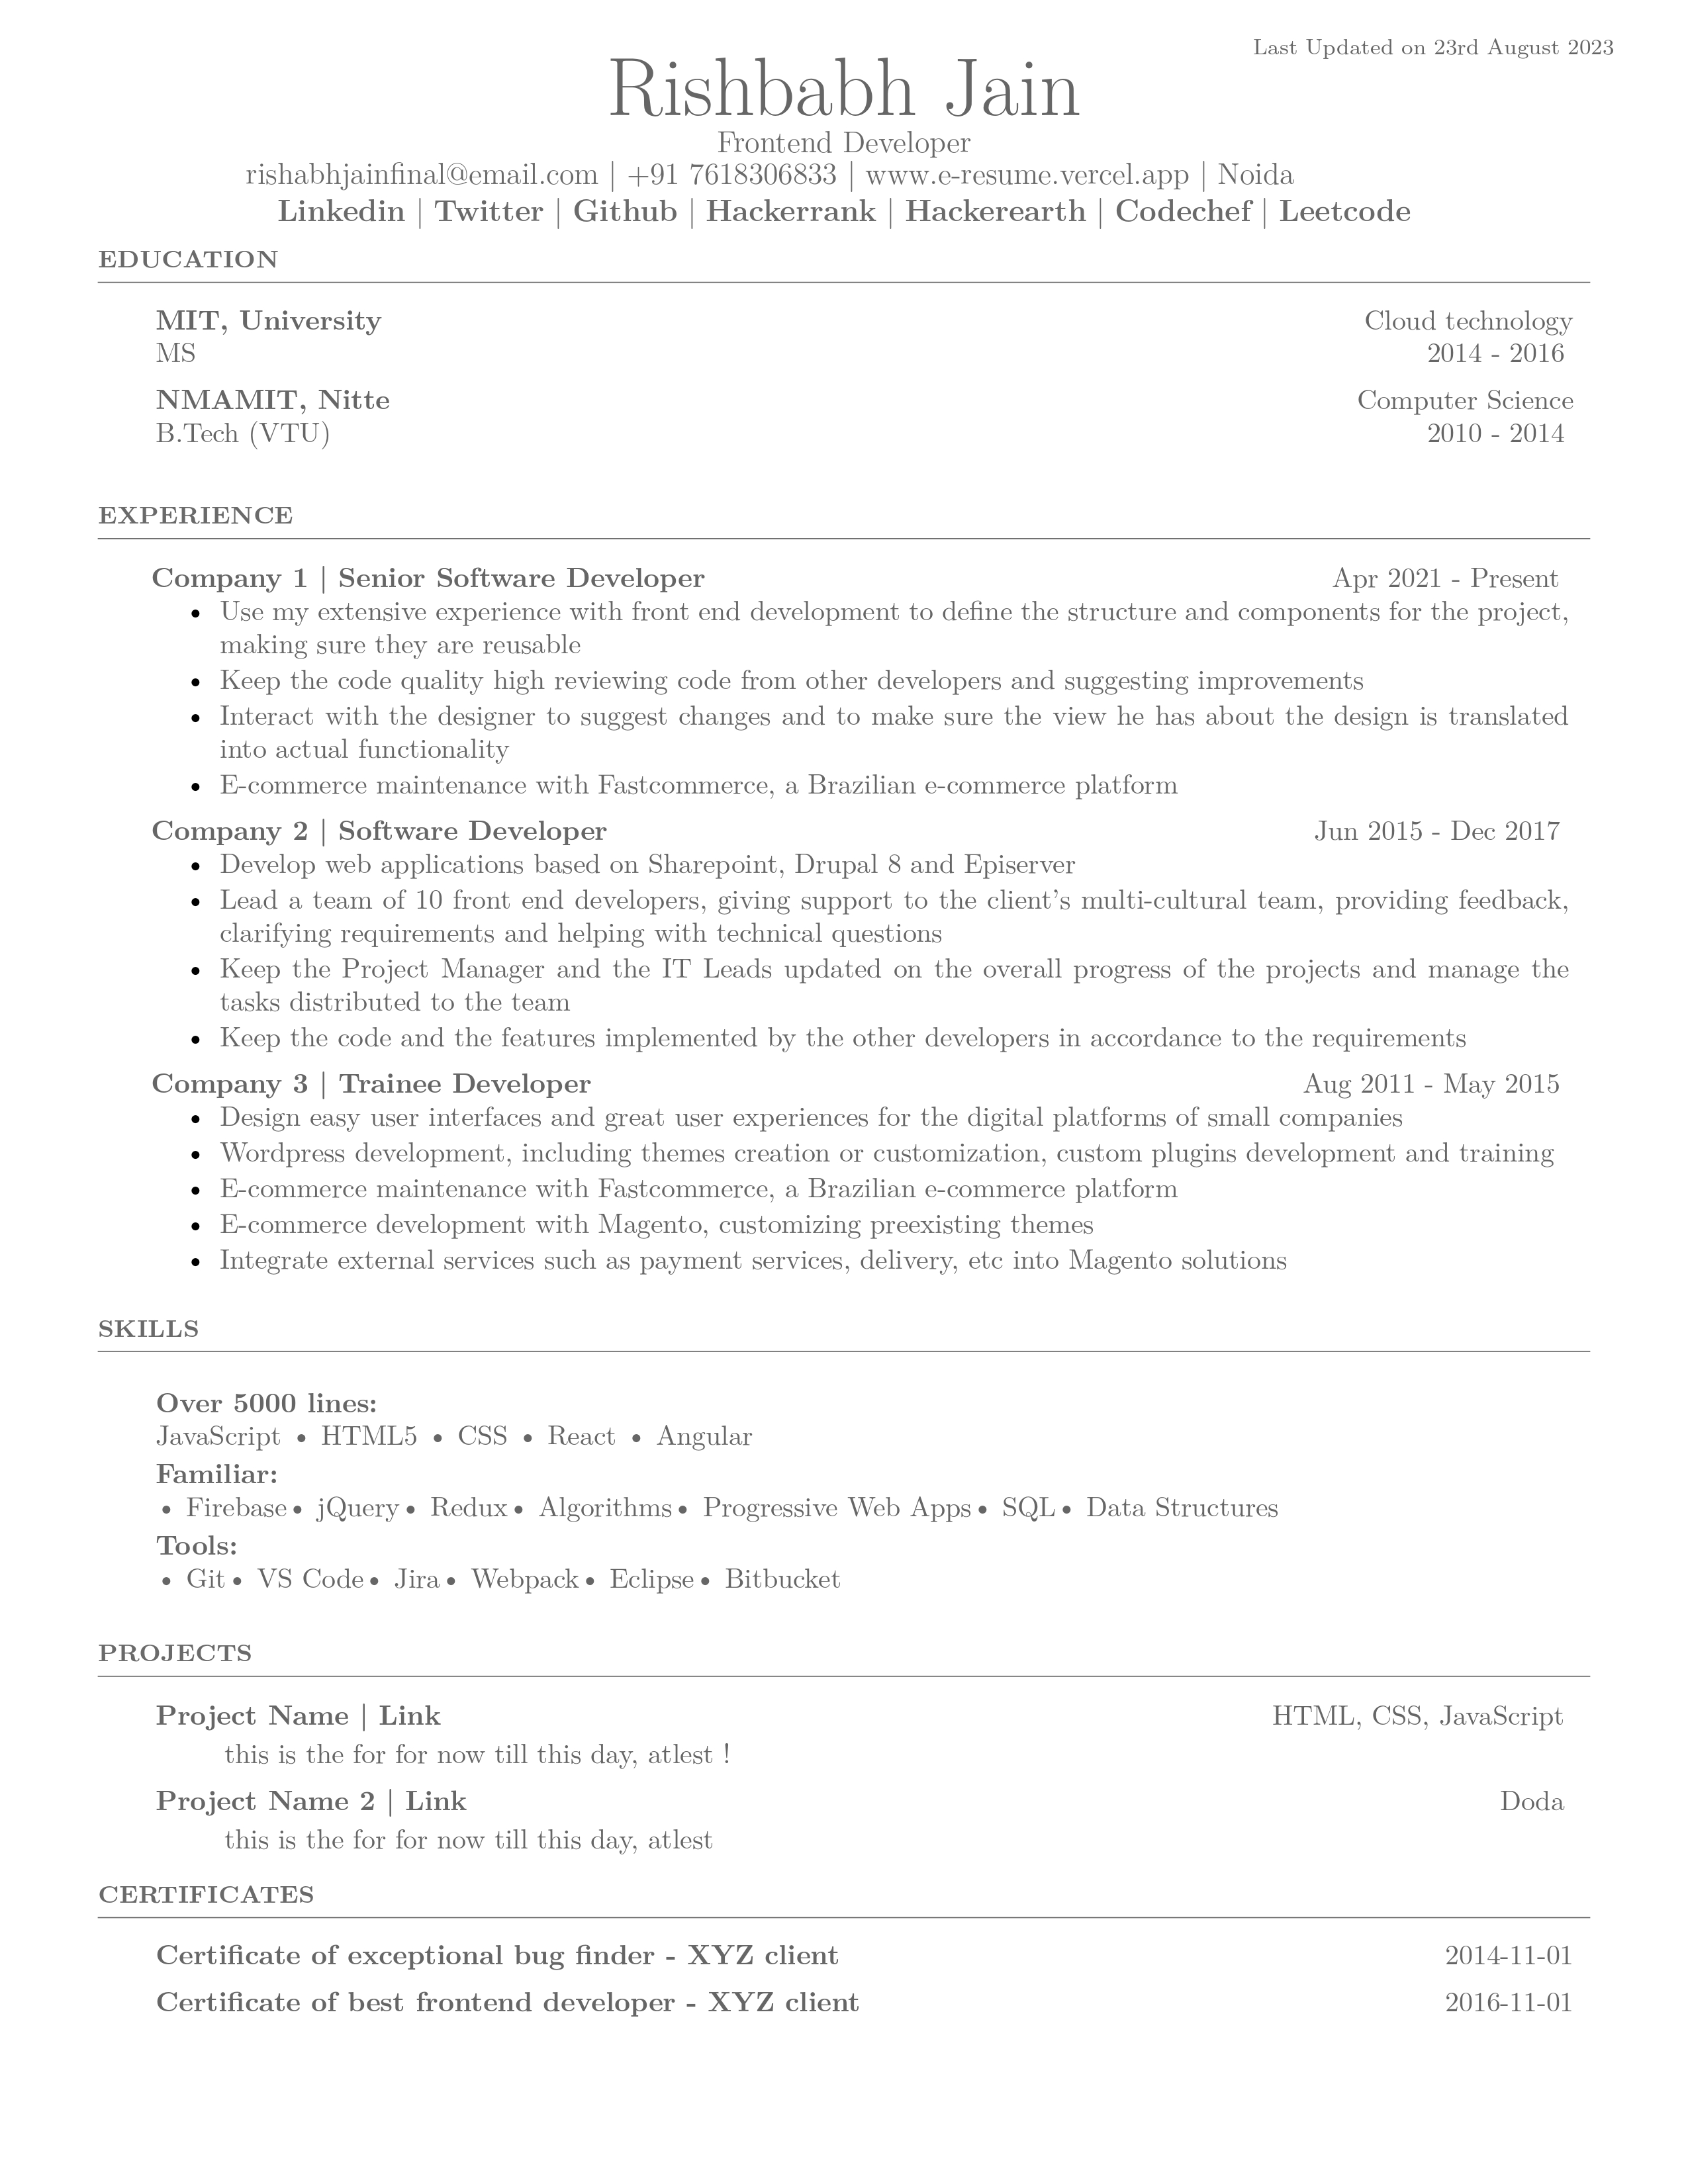 Last Updated on 23rd August 2023
Rishbabh Jain
Frontend Developer
rishabhjainfinal@email.com | +91 7618306833 | www.e-resume.vercel.app | Noida
Linkedin | Twitter | Github | Hackerrank | Hackerearth | Codechef | Leetcode
EDUCATION
MIT, University Cloud technology
MS 2014 - 2016
NMAMIT, Nitte Computer Science
B.Tech (VTU) 2010 - 2014
EXPERIENCE
Company 1 | Senior Software Developer Apr 2021 - Present
• Use my extensive experience with front end development to define the structure and components for the project,
making sure they are reusable
• Keep the code quality high reviewing code from other developers and suggesting improvements
• Interact with the designer to suggest changes and to make sure the view he has about the design is translated
into actual functionality
• E-commerce maintenance with Fastcommerce, a Brazilian e-commerce platform
Company 2 | Software Developer Jun 2015 - Dec 2017
• Develop web applications based on Sharepoint, Drupal 8 and Episerver
• Lead a team of 10 front end developers, giving support to the client's multi-cultural team, providing feedback,
clarifying requirements and helping with technical questions
• Keep the Project Manager and the IT Leads updated on the overall progress of the projects and manage the
tasks distributed to the team
• Keep the code and the features implemented by the other developers in accordance to the requirements
Company 3 | Trainee Developer Aug 2011 - May 2015
• Design easy user interfaces and great user experiences for the digital platforms of small companies
• Wordpress development, including themes creation or customization, custom plugins development and training
• E-commerce maintenance with Fastcommerce, a Brazilian e-commerce platform
• E-commerce development with Magento, customizing preexisting themes
• Integrate external services such as payment services, delivery, etc into Magento solutions
SKILLS
Over 5000 lines:
JavaScript • HTML5 • CSS • React • Angular
Familiar:
• Firebase • jQuery • Redux • Algorithms • Progressive Web Apps • SQL • Data Structures
Tools:
• Git • VS Code • Jira • Webpack • Eclipse • Bitbucket
PROJECTS
Project Name | Link HTML, CSS, JavaScript
this is the for for now till this day, atlest !
Project Name 2 | Link Doda
this is the for for now till this day, atlest
CERTIFICATES
Certificate of exceptional bug finder - XYZ client 2014-11-01
Certificate of best frontend developer - XYZ client 2016-11-01